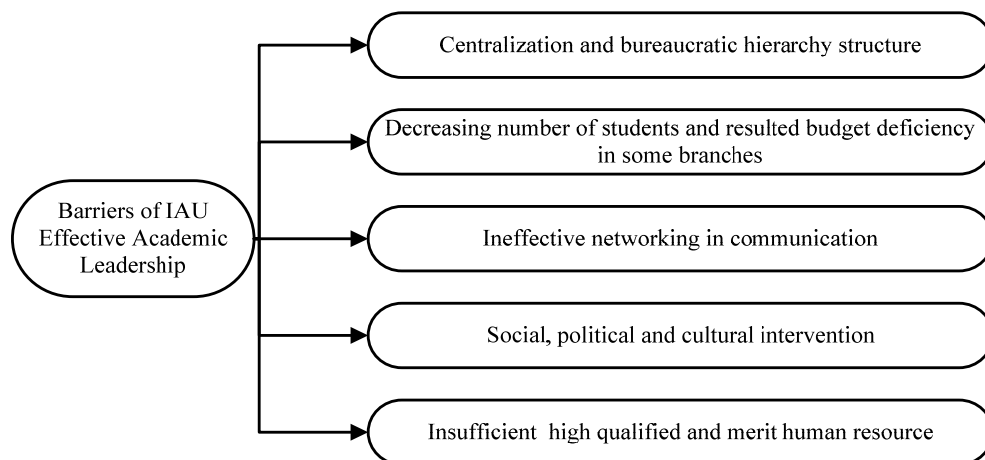 Centralization and bureaucratic hierarchy structure
Decreasing number of students and resulted budget deficiency
in some branches
Barriers of IAU
Effective Academic
Leadership
Ineffective networking in communication
Social, political and cultural intervention
Insufficient  high qualified and merit human resource